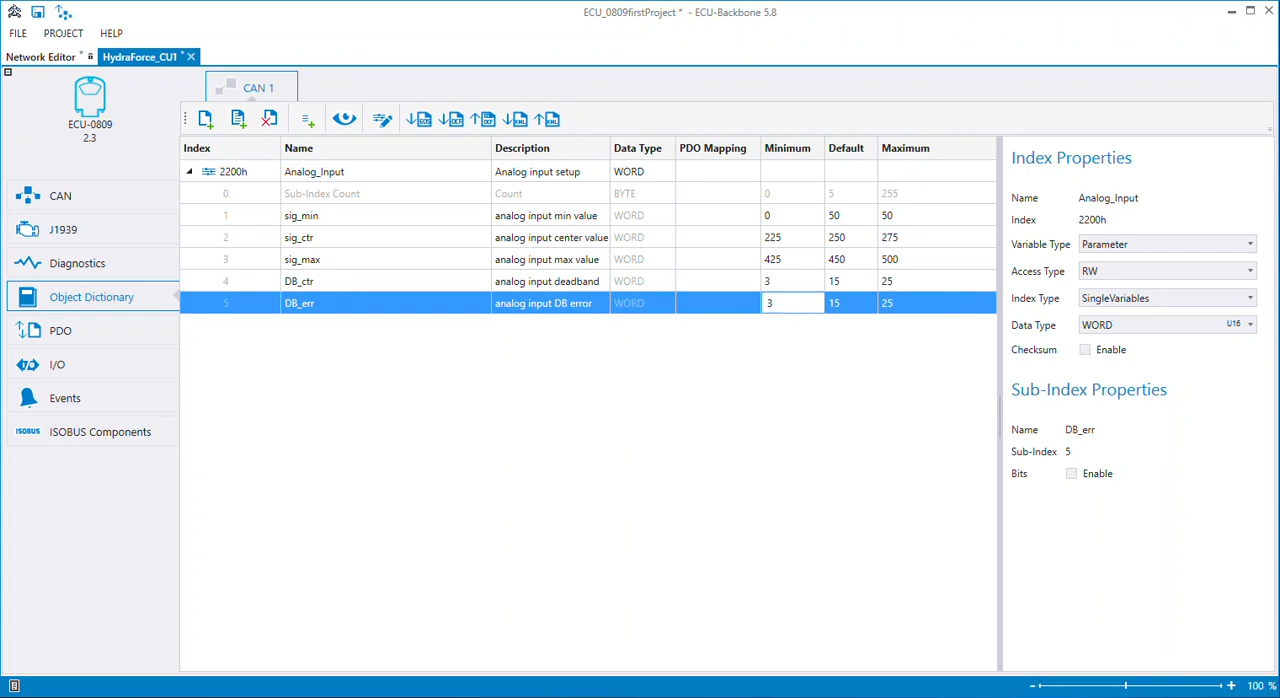 ECU_0809firstProject * - ECU-Backbone 5.8
FILE PROJECT HELP
Network Editor * HydraForce_CU1 *
ECU-0809
2.3
CAN
J1939
Diagnostics
Object Dictionary
PDO
I/O
Events
ISOBUS ISOBUS Components
CAN 1
EDS DCF DCF XML XML
Index Name Description Data Type PDO Mapping Minimum Default Maximum
2200h Analog_Input Analog input setup WORD
0 Sub-Index Count Count BYTE 0 5 255
1 sig_min analog input min value WORD 0 50 50
2 sig_ctr analog input center value WORD 225 250 275
3 sig_max analog input max value WORD 425 450 500
4 DB_ctr analog input deadband WORD 3 15 25
5 DB_err analog input DB error WORD 3 15 25
Index Properties
Name Analog_Input
Index 2200h
Variable Type Parameter
Access Type RW
Index Type SingleVariables
Data Type WORD U16
Checksum Enable
Sub-Index Properties
Name DB_err
Sub-Index 5
Bits Enable
100 %